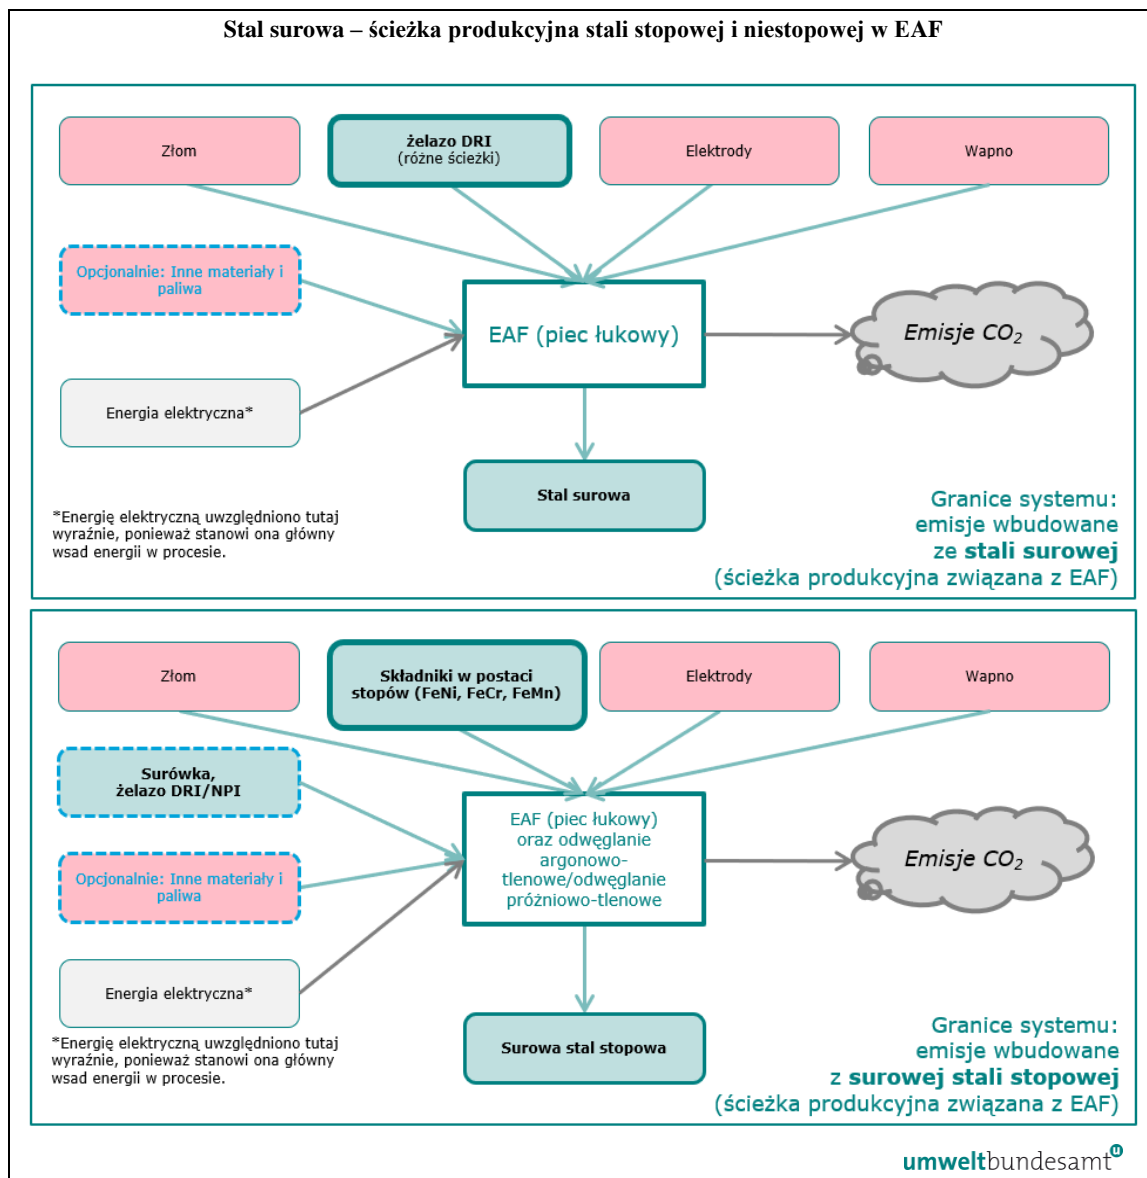 Stal surowa – ścieżka produkcyjna stali stopowej i niestopowej w EAF
Złom
żelazo DRI
(różne ścieżki)
Elektrody
Wapno
Opcjonalnie: Inne materiały i
paliwa
EAF (piec łukowy)
Emisje CO₂
Energia elektryczna*
Stal surowa
*Energię elektryczną uwzględniono tutaj
wyraźnie, ponieważ stanowi ona główny
wsad energii w procesie.
Granice systemu:
emisje wbudowane
ze stali surowej
(ścieżka produkcyjna związana z EAF)
Złom
Składniki w postaci
stopów (FeNi, FeCr, FeMn)
Elektrody
Wapno
Surówka,
żelazo DRI/NPI
EAF (piec łukowy)
oraz odwęglanie
argonowo-
tlenowe/odwęglanie
próżniowo-tlenowe
Emisje CO₂
Opcjonalnie: Inne materiały i
paliwa
Energia elektryczna*
Surowa stal stopowa
*Energię elektryczną uwzględniono tutaj
wyraźnie, ponieważ stanowi ona główny
wsad energii w procesie.
Granice systemu:
emisje wbudowane
z surowej stali stopowej
(ścieżka produkcyjna związana z EAF)
umweltbundesamt u